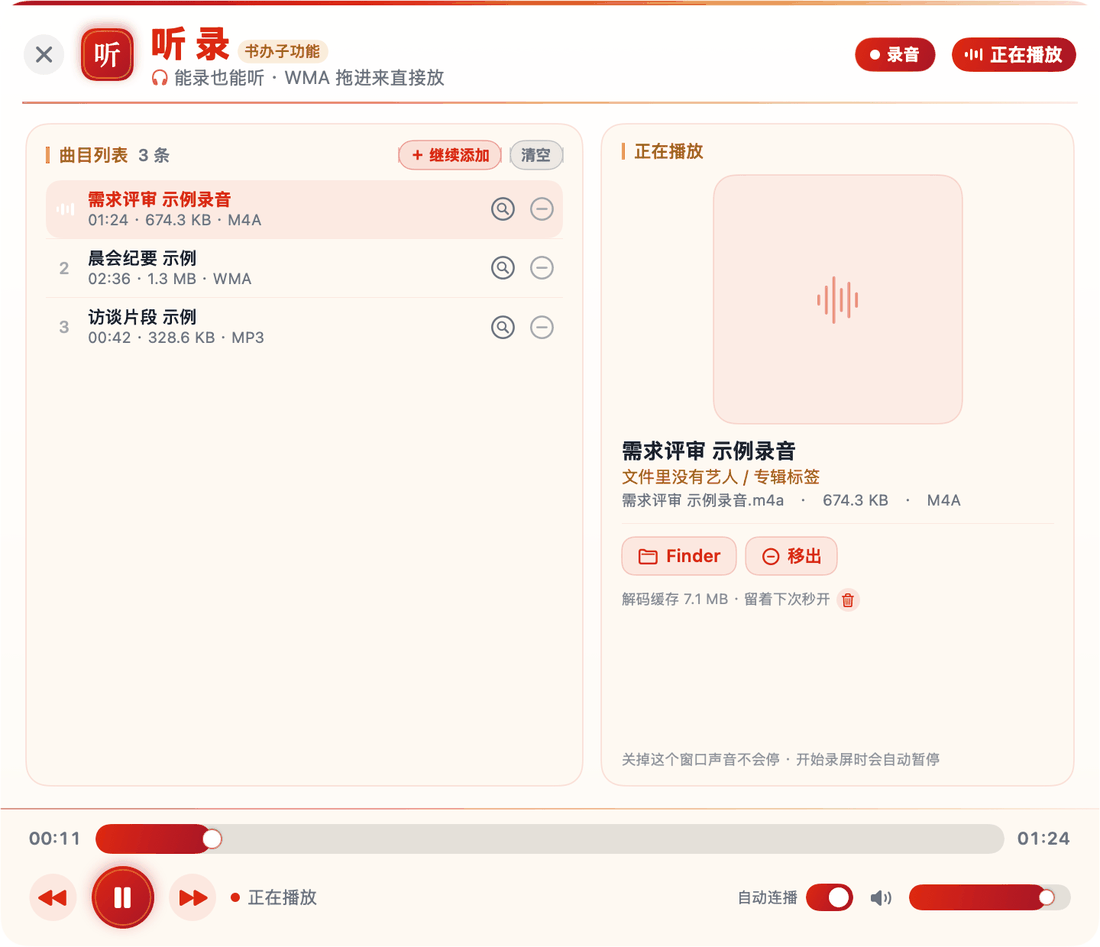 听
听 录 书办子功能
能录也能听 · WMA 拖进来直接放
录音
正在播放
曲目列表 3 条
+ 继续添加
清空
需求评审 示例录音
01:24 · 674.3 KB · M4A
2
晨会纪要 示例
02:36 · 1.3 MB · WMA
3
访谈片段 示例
00:42 · 328.6 KB · MP3
正在播放
需求评审 示例录音
文件里没有艺人 / 专辑标签
需求评审 示例录音.m4a · 674.3 KB · M4A
Finder
移出
解码缓存 7.1 MB · 留着下次秒开
关掉这个窗口声音不会停 · 开始录屏时会自动暂停
00:11
01:24
正在播放
自动连播